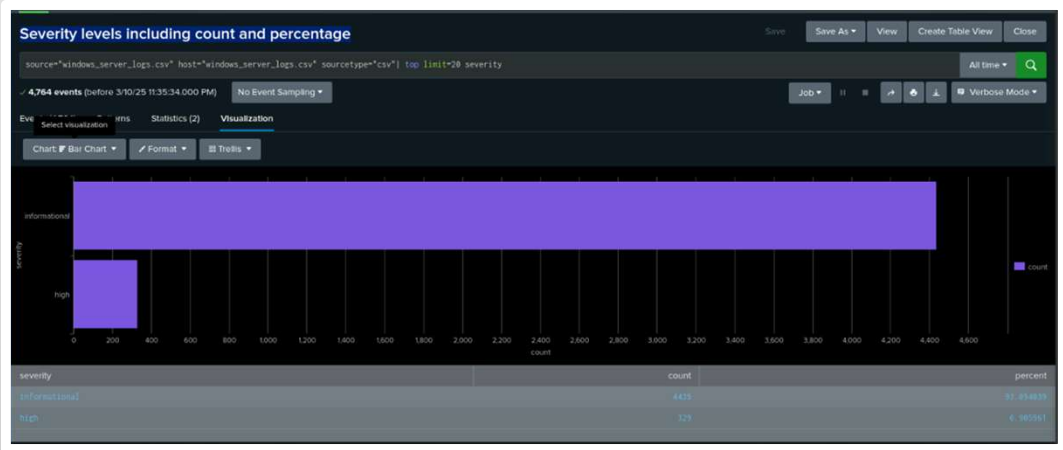 Severity levels including count and percentage
Save
Save As
View
Create Table View
Close
source="windows_server_logs.csv" host="windows_server_logs.csv" sourcetype="csv"| top limit=20 severity
All time
4,764 events (before 3/10/25 11:35:34.000 PM)
No Event Sampling
Job
Verbose Mode
Select visualization
Statistics (2)
Visualization
Chart: Bar Chart
Format
Trellis
informational
severity
high
count
0 200 400 600 800 1,000 1,200 1,400 1,600 1,800 2,000 2,200 2,400 2,600 2,800 3,000 3,200 3,400 3,600 3,800 4,000 4,200 4,400 4,600
count
severity count percent
informational 4435 93.094039
high 329 6.905961